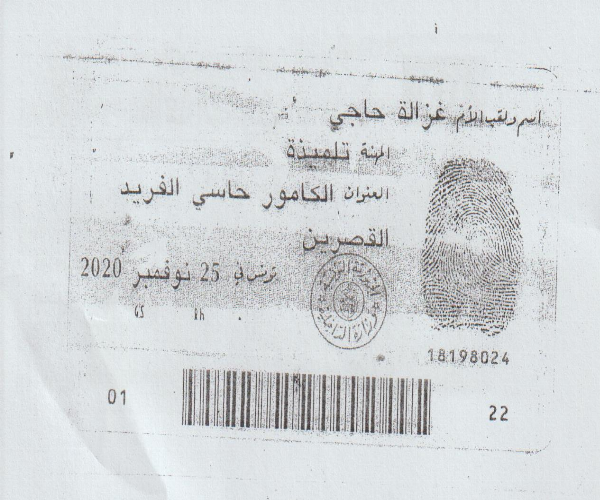 اسم ولقب الأم غزالة حاجي
المهنة تلميذة
العنوان الكامور حاسي الفريد
القصرين
تونس في 25 نوفمبر 2020
18198024
01
22